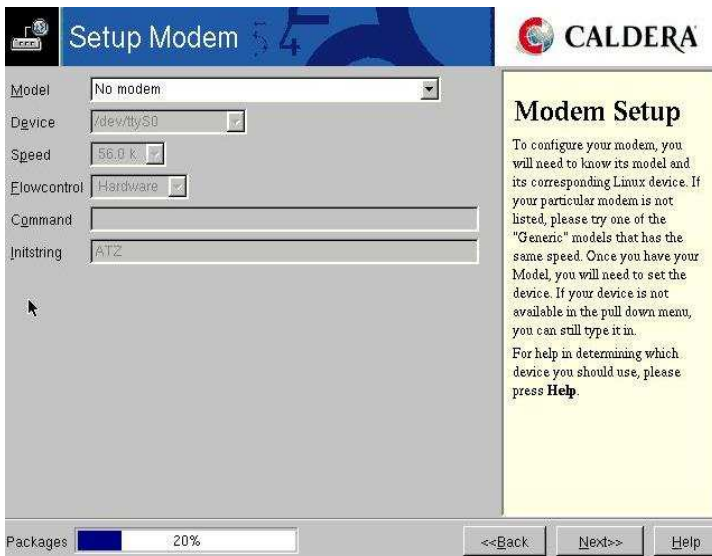 Setup Modem
5 4
CALDERA
Model No modem
Device /dev/ttyS0
Speed 56.0 k
Flowcontrol Hardware
Command
Initstring ATZ
Modem Setup
To configure your modem, you
will need to know its model and
its corresponding Linux device. If
your particular modem is not
listed, please try one of the
"Generic" models that has the
same speed. Once you have your
Model, you will need to set the
device. If your device is not
available in the pull down menu,
you can still type it in.
For help in determining which
device you should use, please
press Help.
Packages 20%
<<Back Next>> Help